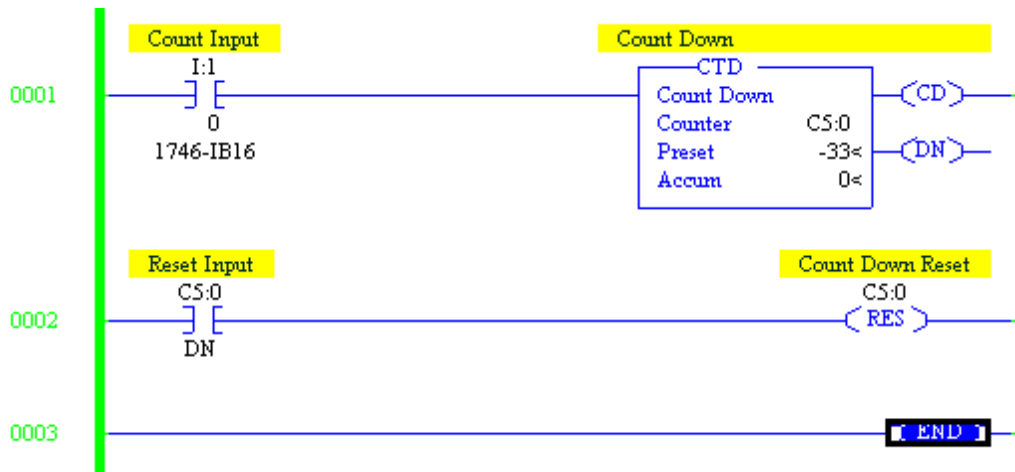 Count Input
Count Down
I:1
CTD
0001
Count Down
CD
0
Counter C5:0
1746-IB16
Preset -33<
DN
Accum 0<
Reset Input
Count Down Reset
C5:0
C5:0
0002
RES
DN
0003
END